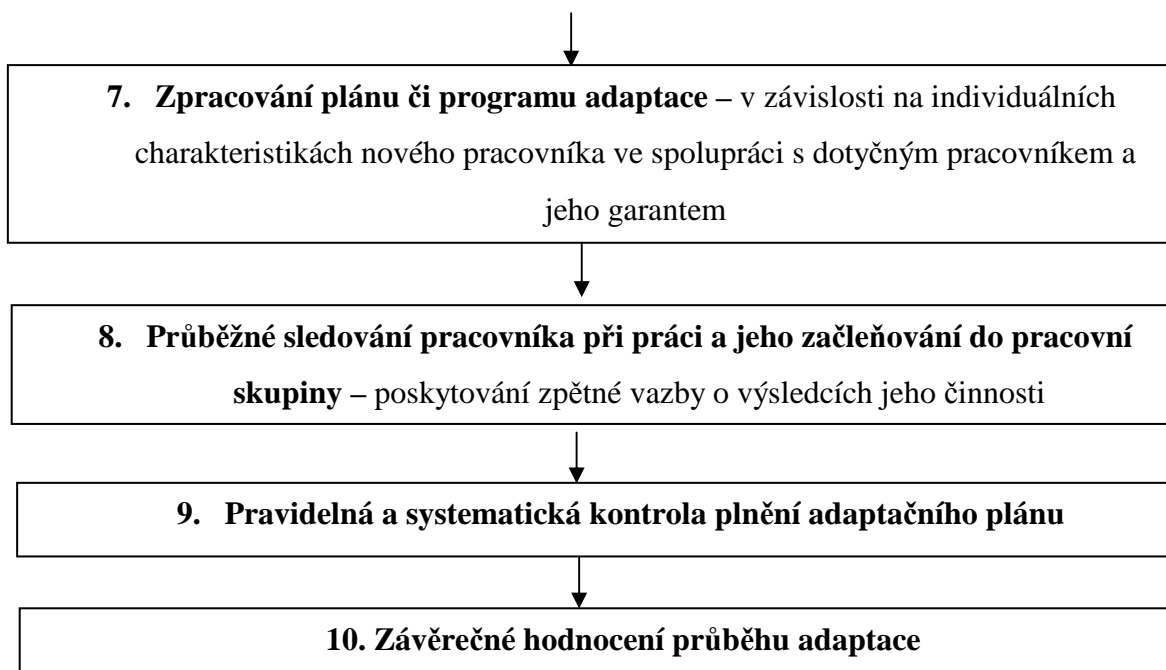 7. Zpracování plánu či programu adaptace – v závislosti na individuálních
charakteristikách nového pracovníka ve spolupráci s dotyčným pracovníkem a
jeho garantem
8. Průběžné sledování pracovníka při práci a jeho začleňování do pracovní
skupiny – poskytování zpětné vazby o výsledcích jeho činnosti
9. Pravidelná a systematická kontrola plnění adaptačního plánu
10. Závěrečné hodnocení průběhu adaptace